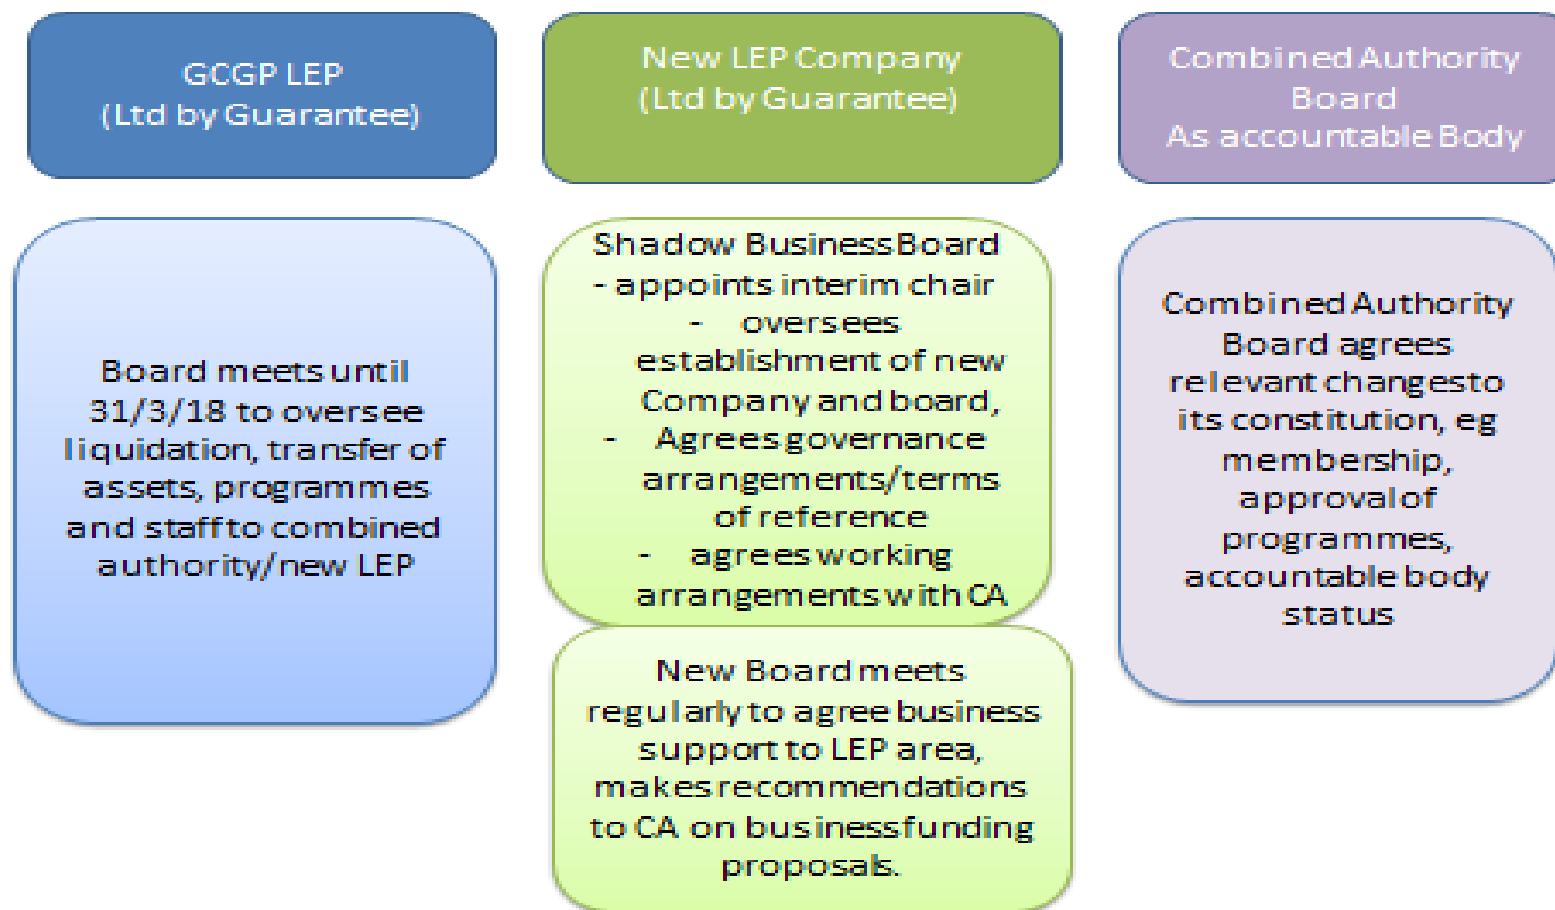 GCGP LEP
(Ltd by Guarantee)
New LEP Company
(Ltd by Guarantee)
Combined Authority
Board
As accountable Body
Board meets until
31/3/18 to oversee
liquidation, transfer of
assets, programmes
and staff to combined
authority/new LEP
Shadow Business Board
- appoints interim chair
- oversees
establishment of new
Company and board,
- Agrees governance
arrangements/terms
of reference
- agrees working
arrangements with CA
New Board meets
regularly to agree business
support to LEP area,
makes recommendations
to CA on business funding
proposals.
Combined Authority
Board agrees
relevant changes to
its constitution, eg
membership,
approval of
programmes,
accountable body
status